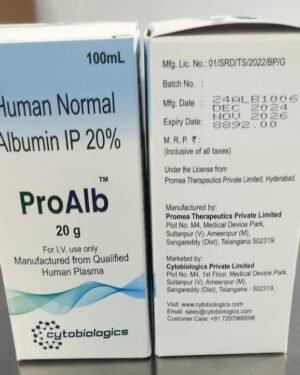 100mL
Human Normal
Albumin IP 20%
ProAlb™
20 g
For I.V. use only
Manufactured from Qualified
Human Plasma
cytobiologics
Mfg. Lic. No.: 01/SRD/TS/2022/BP/G
Batch No. : 24ALB1006
Mfg. Date : DEC 2024
Expiry Date: NOV 2026
8892.00
M. R. P. ₹ :
(Inclusive of all taxes)
Under the License from
Promea Therapeutics Private Limited, Hyderabad.
Manufactured by:
Promea Therapeutics Private Limited
Plot No. M4, Medical Device Park,
Sultanpur (V), Ameenpur (M),
Sangareddy (Dist), Telangana 502319.
Marketed by:
Cytobiologics Private Limited
Plot No. M4, 1st Floor, Medical Device Park,
Sultanpur (V), Ameenpur (M),
Sangareddy (Dist), Telangana - 502319.
Visit: www.cytobiologics.com
Email: sales@cytobiologics.com
Customer Care: +91 7207866698